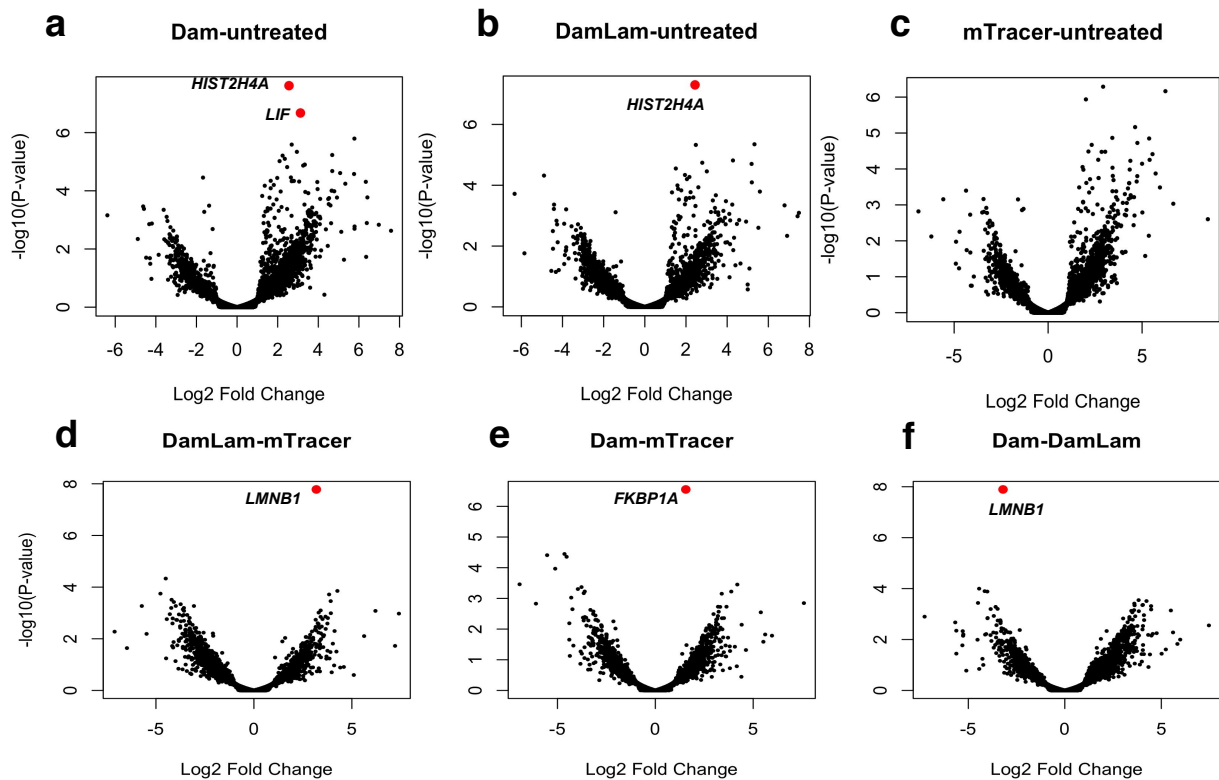 a
Dam-untreated
-log10(P-value)
6
4
2
0
HIST2H4A
LIF
-6 -4 -2 0 2 4 6 8
Log2 Fold Change
b
DamLam-untreated
-log10(P-value)
6
4
2
0
HIST2H4A
-6 -4 -2 0 2 4 6 8
Log2 Fold Change
c
mTracer-untreated
-log10(P-value)
6
5
4
3
2
1
0
-5 0 5
Log2 Fold Change
d
DamLam-mTracer
-log10(P-value)
8
6
4
2
0
LMNB1
-5 0 5
Log2 Fold Change
e
Dam-mTracer
6
5
4
3
2
1
0
FKBP1A
-5 0 5
Log2 Fold Change
f
Dam-DamLam
8
6
4
2
0
LMNB1
-5 0 5
Log2 Fold Change